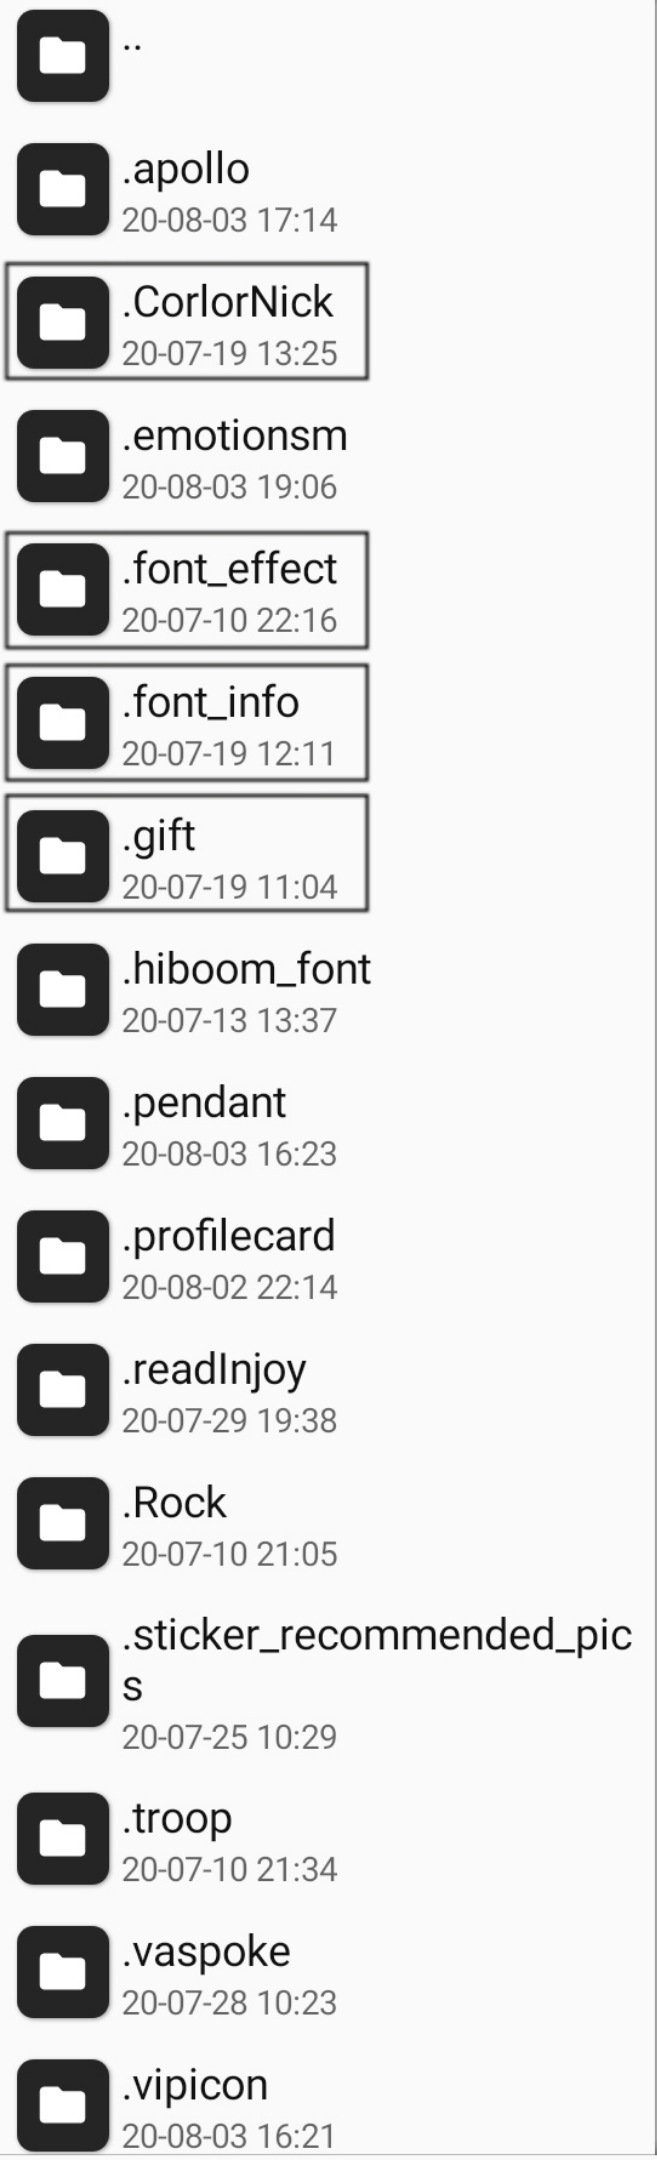 ..
.apollo
20-08-03 17:14
.CorlorNick
20-07-19 13:25
.emotionsm
20-08-03 19:06
.font_effect
20-07-10 22:16
.font_info
20-07-19 12:11
.gift
20-07-19 11:04
.hiboom_font
20-07-13 13:37
.pendant
20-08-03 16:23
.profilecard
20-08-02 22:14
.readInjoy
20-07-29 19:38
.Rock
20-07-10 21:05
.sticker_recommended_pic
s
20-07-25 10:29
.troop
20-07-10 21:34
.vaspoke
20-07-28 10:23
.vipicon
20-08-03 16:21